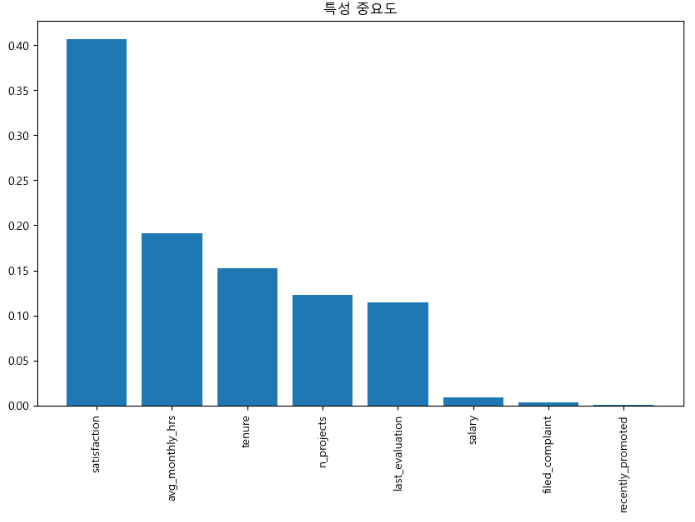 특성 중요도
0.40
0.35
0.30
0.25
0.20
0.15
0.10
0.05
0.00
satisfaction
avg_monthly_hrs
tenure
n_projects
last_evaluation
salary
filed_complaint
recently_promoted